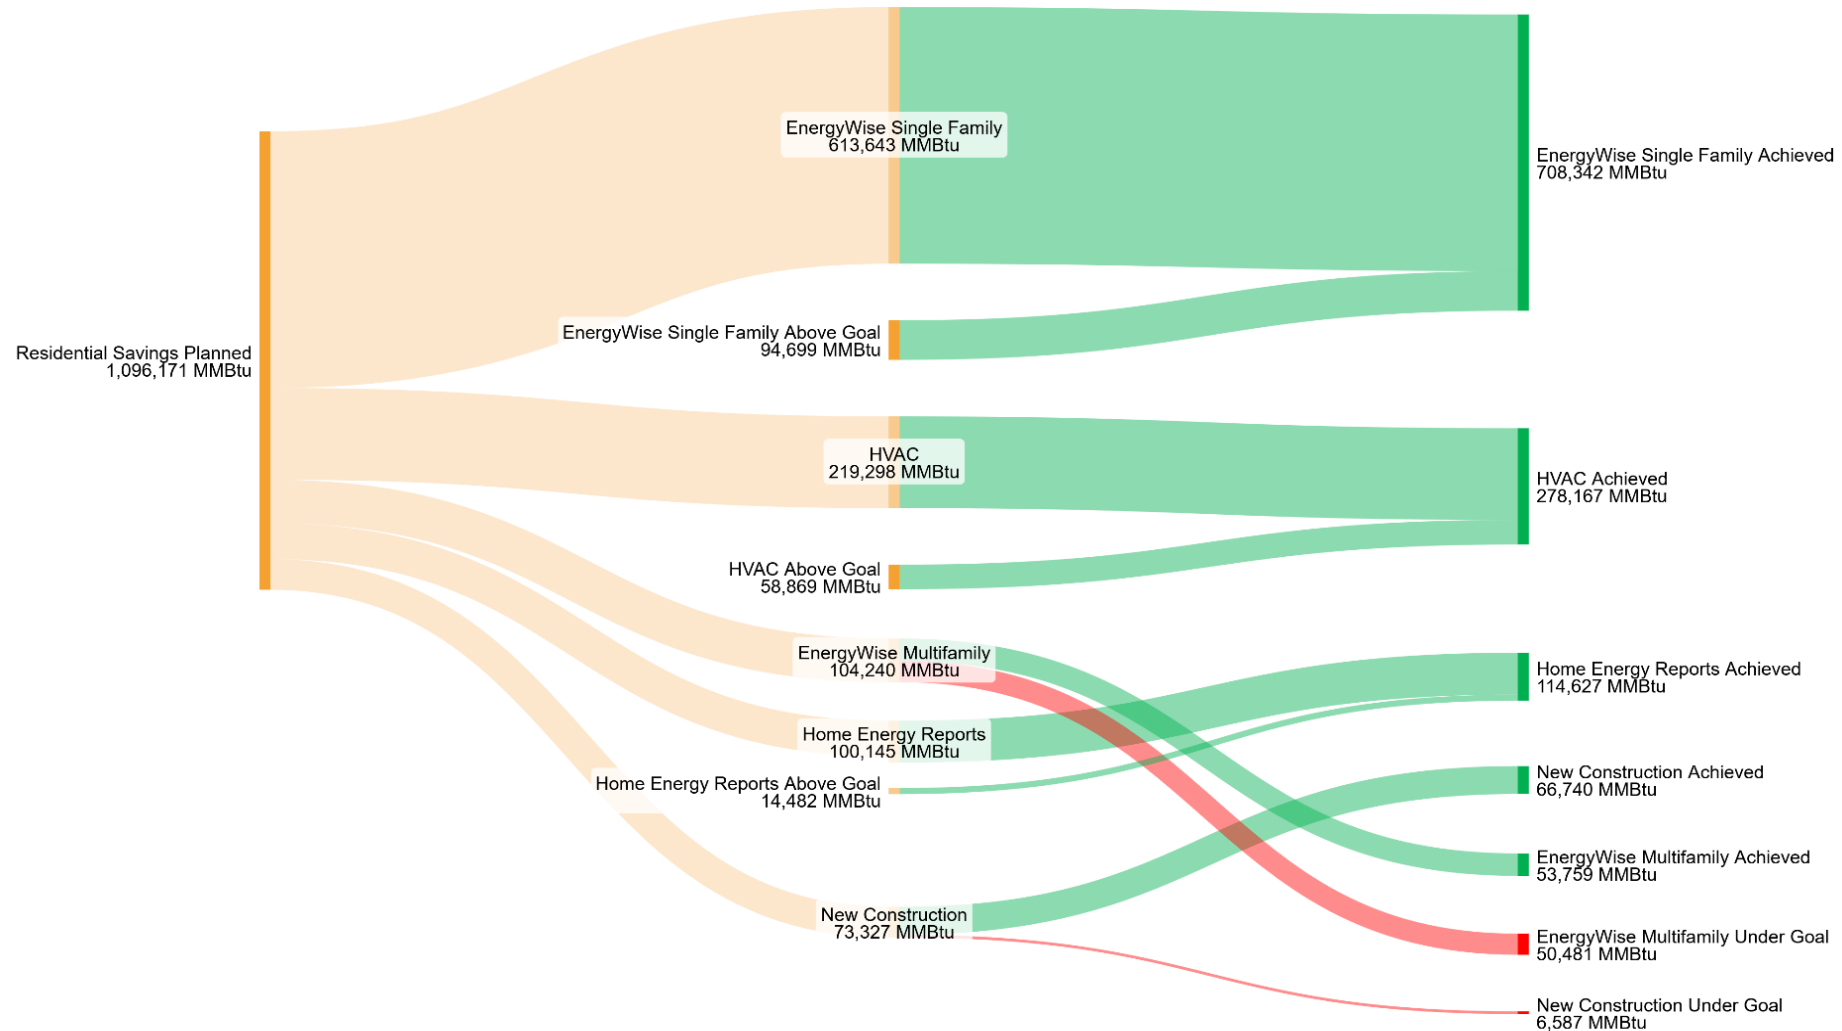 EnergyWise Single Family
613,643 MMBtu
EnergyWise Single Family Achieved
708,342 MMBtu
EnergyWise Single Family Above Goal
94,699 MMBtu
Residential Savings Planned
1,096,171 MMBtu
HVAC
219,298 MMBtu
HVAC Achieved
278,167 MMBtu
HVAC Above Goal
58,869 MMBtu
EnergyWise Multifamily
104,240 MMBtu
Home Energy Reports Achieved
114,627 MMBtu
Home Energy Reports
100,145 MMBtu
Home Energy Reports Above Goal
14,482 MMBtu
New Construction Achieved
66,740 MMBtu
EnergyWise Multifamily Achieved
53,759 MMBtu
New Construction
73,327 MMBtu
EnergyWise Multifamily Under Goal
50,481 MMBtu
New Construction Under Goal
6,587 MMBtu